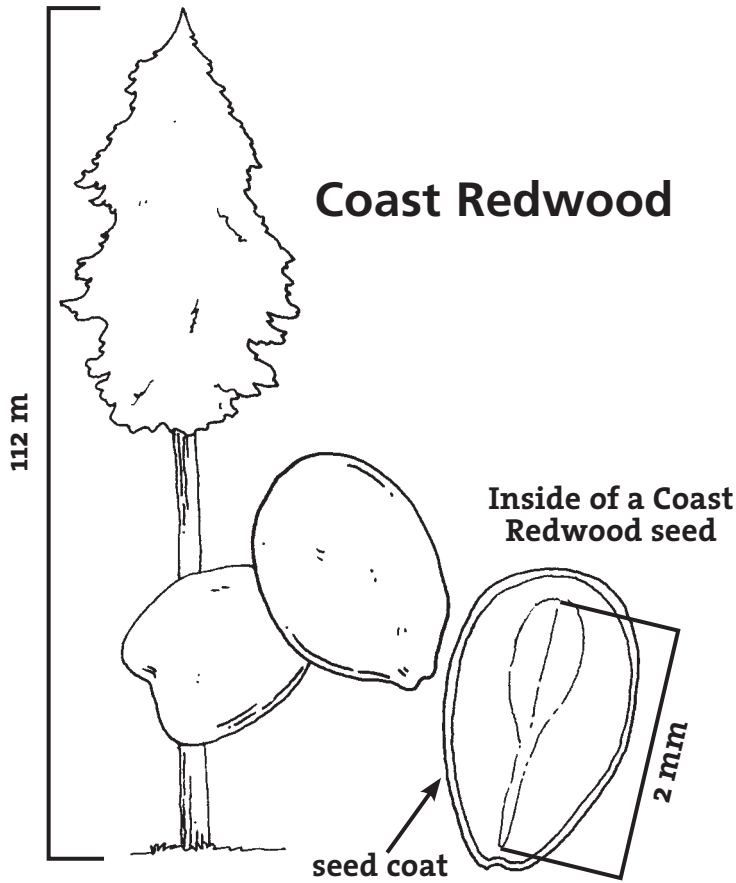 Coast Redwood
112 m
Inside of a Coast
Redwood seed
2 mm
seed coat